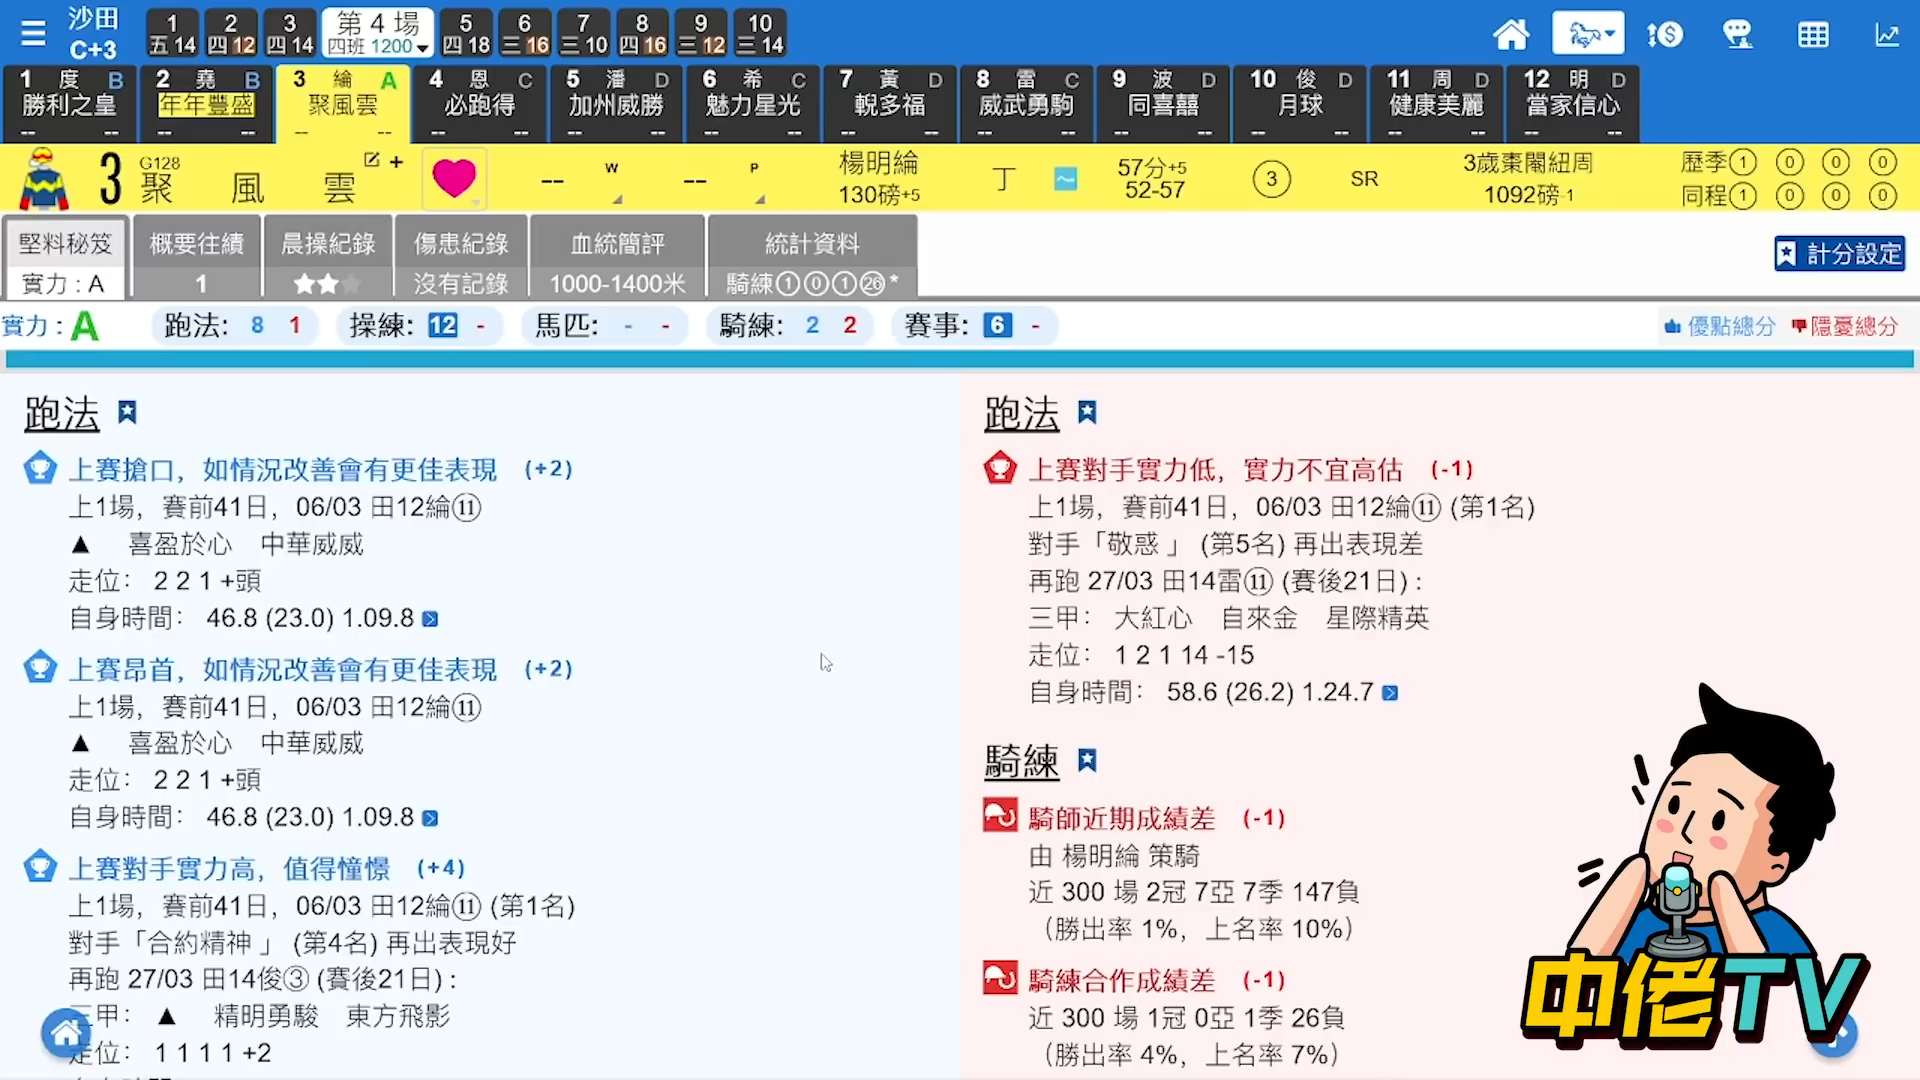 沙田
C+3
1
五 14
2
四 12
3
四 14
第 4 場
四班 1200
5
四 18
6
三 16
7
三 10
8
四 16
9
三 12
10
三 14
1 度 B
勝利之皇
-- --
2 堯 B
年年豐盛
-- --
3 綸 A
聚風雲
-- --
4 恩 C
必跑得
-- --
5 潘 D
加州威勝
-- --
6 希 C
魅力星光
-- --
7 黃 D
輗多福
-- --
8 雷 C
威武勇駒
-- --
9 波 D
同喜囍
-- --
10 俊 D
月球
-- --
11 周 D
健康美麗
-- --
12 明 D
當家信心
-- --
3
G128
聚 風 雲
+
-- W
-- P
楊明綸
130磅+5
丁
57分+5
52-57
③
SR
3歲棗閹紐周
1092磅-1
歷季① ⓪ ⓪ ⓪
同程① ⓪ ⓪ ⓪
堅料秘笈
實力 : A
概要往績
1
晨操紀錄
★★★
傷患紀錄
沒有記錄
血統簡評
1000-1400米
統計資料
騎練①⓪①㉖*
計分設定
實力 : A
跑法: 8 1
操練: 12 -
馬匹: - -
騎練: 2 2
賽事: 6 -
優點總分
隱憂總分
跑法
上賽搶口，如情況改善會有更佳表現 (+2)
上1場，賽前41日，06/03 田12綸⑪
▲ 喜盈於心 中華威威
走位: 2 2 1 +頭
自身時間: 46.8 (23.0) 1.09.8
上賽昂首，如情況改善會有更佳表現 (+2)
上1場，賽前41日，06/03 田12綸⑪
▲ 喜盈於心 中華威威
走位: 2 2 1 +頭
自身時間: 46.8 (23.0) 1.09.8
上賽對手實力高，值得憧憬 (+4)
上1場，賽前41日，06/03 田12綸⑪ (第1名)
對手「合約精神 」 (第4名) 再出表現好
再跑 27/03 田14俊③ (賽後21日) :
三甲: ▲ 精明勇駿 東方飛影
走位: 1 1 1 1 +2
跑法
上賽對手實力低，實力不宜高估 (-1)
上1場，賽前41日，06/03 田12綸⑪ (第1名)
對手「敬惑 」 (第5名) 再出表現差
再跑 27/03 田14雷⑪ (賽後21日) :
三甲: 大紅心 自來金 星際精英
走位: 1 2 1 14 -15
自身時間: 58.6 (26.2) 1.24.7
騎練
騎師近期成績差 (-1)
由 楊明綸 策騎
近 300 場 2冠 7亞 7季 147負
（勝出率 1%，上名率 10%）
騎練合作成績差 (-1)
近 300 場 1冠 0亞 1季 26負
（勝出率 4%，上名率 7%）
中佬TV